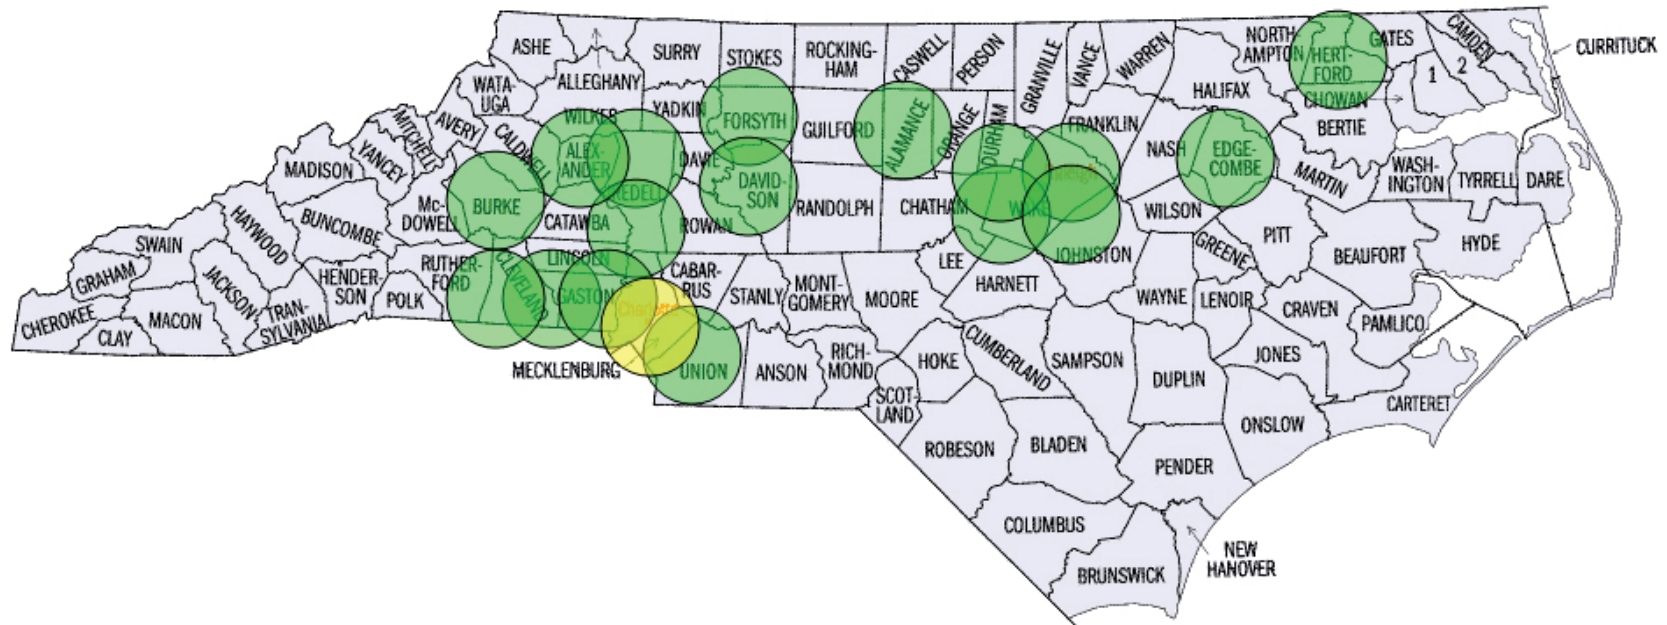 ASHE
SURRY
STOKES
ROCKING-
HAM
CASWELL
PERSON
GRANVILLE
VANCE
WARREN
NORTH
AMPTON
HERT-
FORD
GATES
CAMDEN
CURRITUCK
WATA-
UGA
ALLEGHANY
WILKES
YADKIN
FORSYTH
GUILFORD
ALAMANCE
ORANGE
DURHAM
FRANKLIN
HALIFAX
CHOWAN
BERTIE
1
2
MITCHELL
AVERY
CALDWELL
ALEX-
ANDER
DAVIE
DAVID-
SON
NASH
EDGE-
COMBE
MARTIN
WASH-
INGTON
TYRRELL
DARE
MADISON
YANCEY
Mc-
DOWELL
BURKE
IREDELL
CATAWBA
ROWAN
RANDOLPH
CHATHAM
WAKE
Raleigh
WILSON
PITT
BEAUFORT
HYDE
SWAIN
HAYWOOD
BUNCOMBE
RUTHER-
FORD
CLEVELAND
LINCOLN
GASTON
CABAR-
RUS
STANLY
MONT-
GOMERY
MOORE
LEE
HARNETT
JOHNSTON
GREENE
GRAHAM
JACKSON
HENDER-
SON
POLK
Charlotte
WAYNE
LENOIR
CRAVEN
PAMLICO
CHEROKEE
CLAY
MACON
TRAN-
SYLVANIA
MECKLENBURG
UNION
ANSON
RICH-
MOND
HOKE
CUMBERLAND
SAMPSON
DUPLIN
JONES
CARTERET
SCOT-
LAND
ROBESON
BLADEN
ONSLOW
PENDER
COLUMBUS
BRUNSWICK
NEW
HANOVER